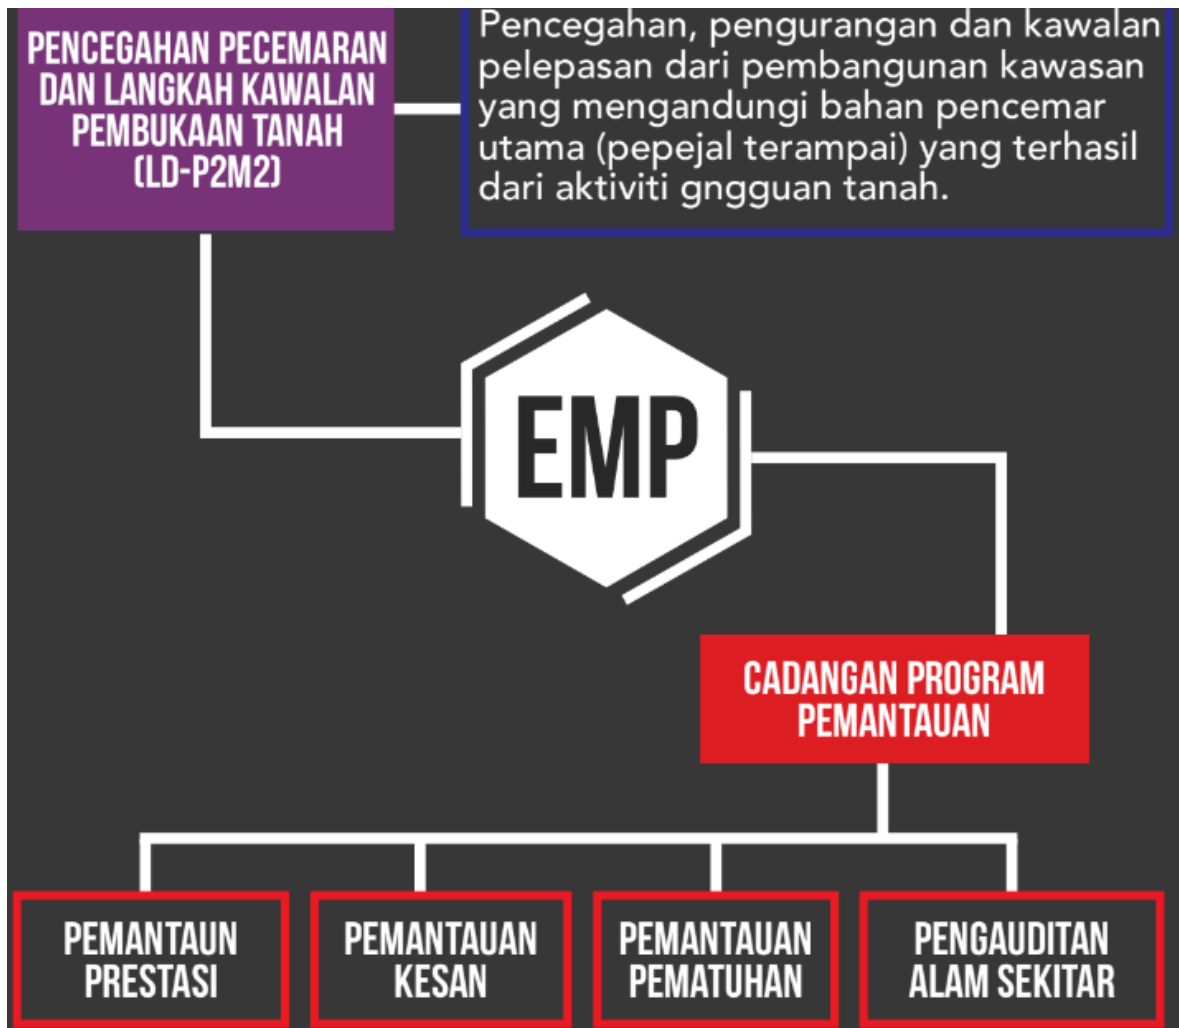 PENCEGAHAN PECEMARAN
DAN LANGKAH KAWALAN
PEMBUKAAN TANAH
(LD-P2M2)
Pencegahan, pengurangan dan kawalan
pelepasan dari pembangunan kawasan
yang mengandungi bahan pencemar
utama (pepejal terampai) yang terhasil
dari aktiviti gngguan tanah.
EMP
CADANGAN PROGRAM
PEMANTAUAN
PEMANTAUN
PRESTASI
PEMANTAUAN
KESAN
PEMANTAUAN
PEMATUHAN
PENGAUDITAN
ALAM SEKITAR